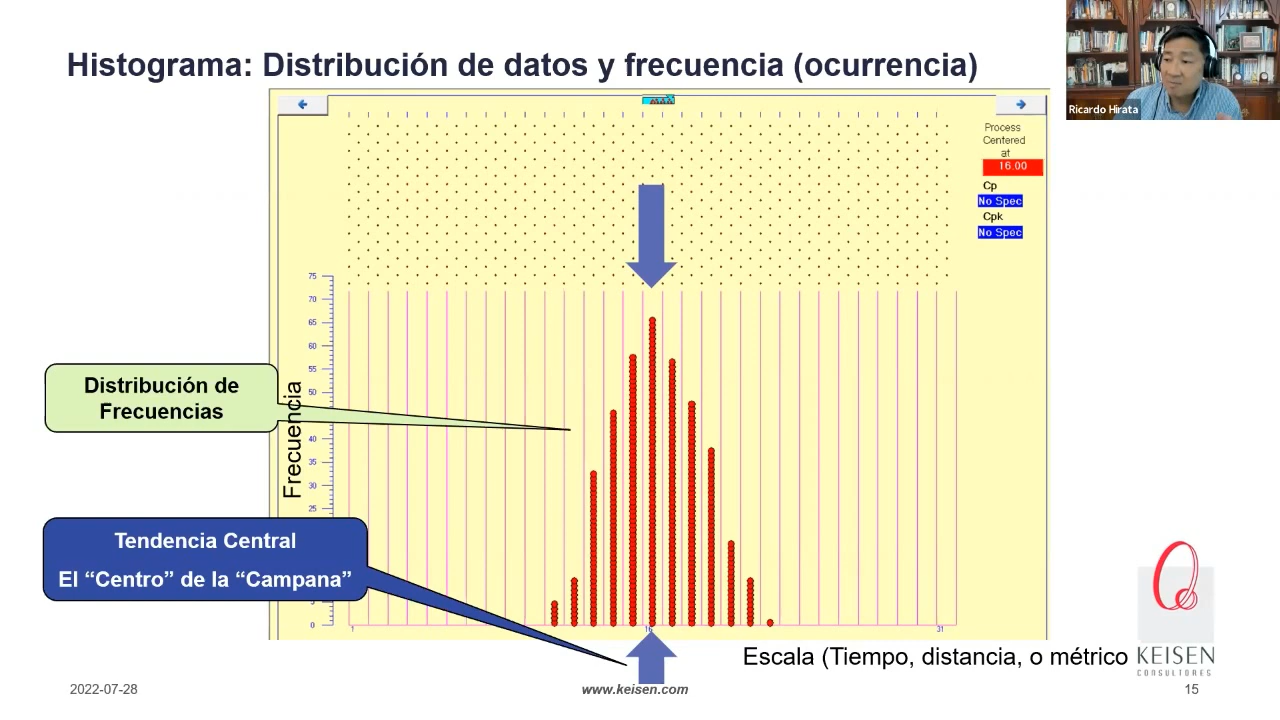 Histograma: Distribución de datos y frecuencia (ocurrencia)
Ricardo Hirata
Process
Centered
at
16.00
Cp
No Spec
Cpk
No Spec
75
70
65
60
55
50
40
35
30
25
5
0
Frecuencia
Distribución de
Frecuencias
Tendencia Central
El “Centro” de la “Campana”
1
16
31
Escala (Tiempo, distancia, o métrico
KEISEN
CONSULTORES
2022-07-28
www.keisen.com
15